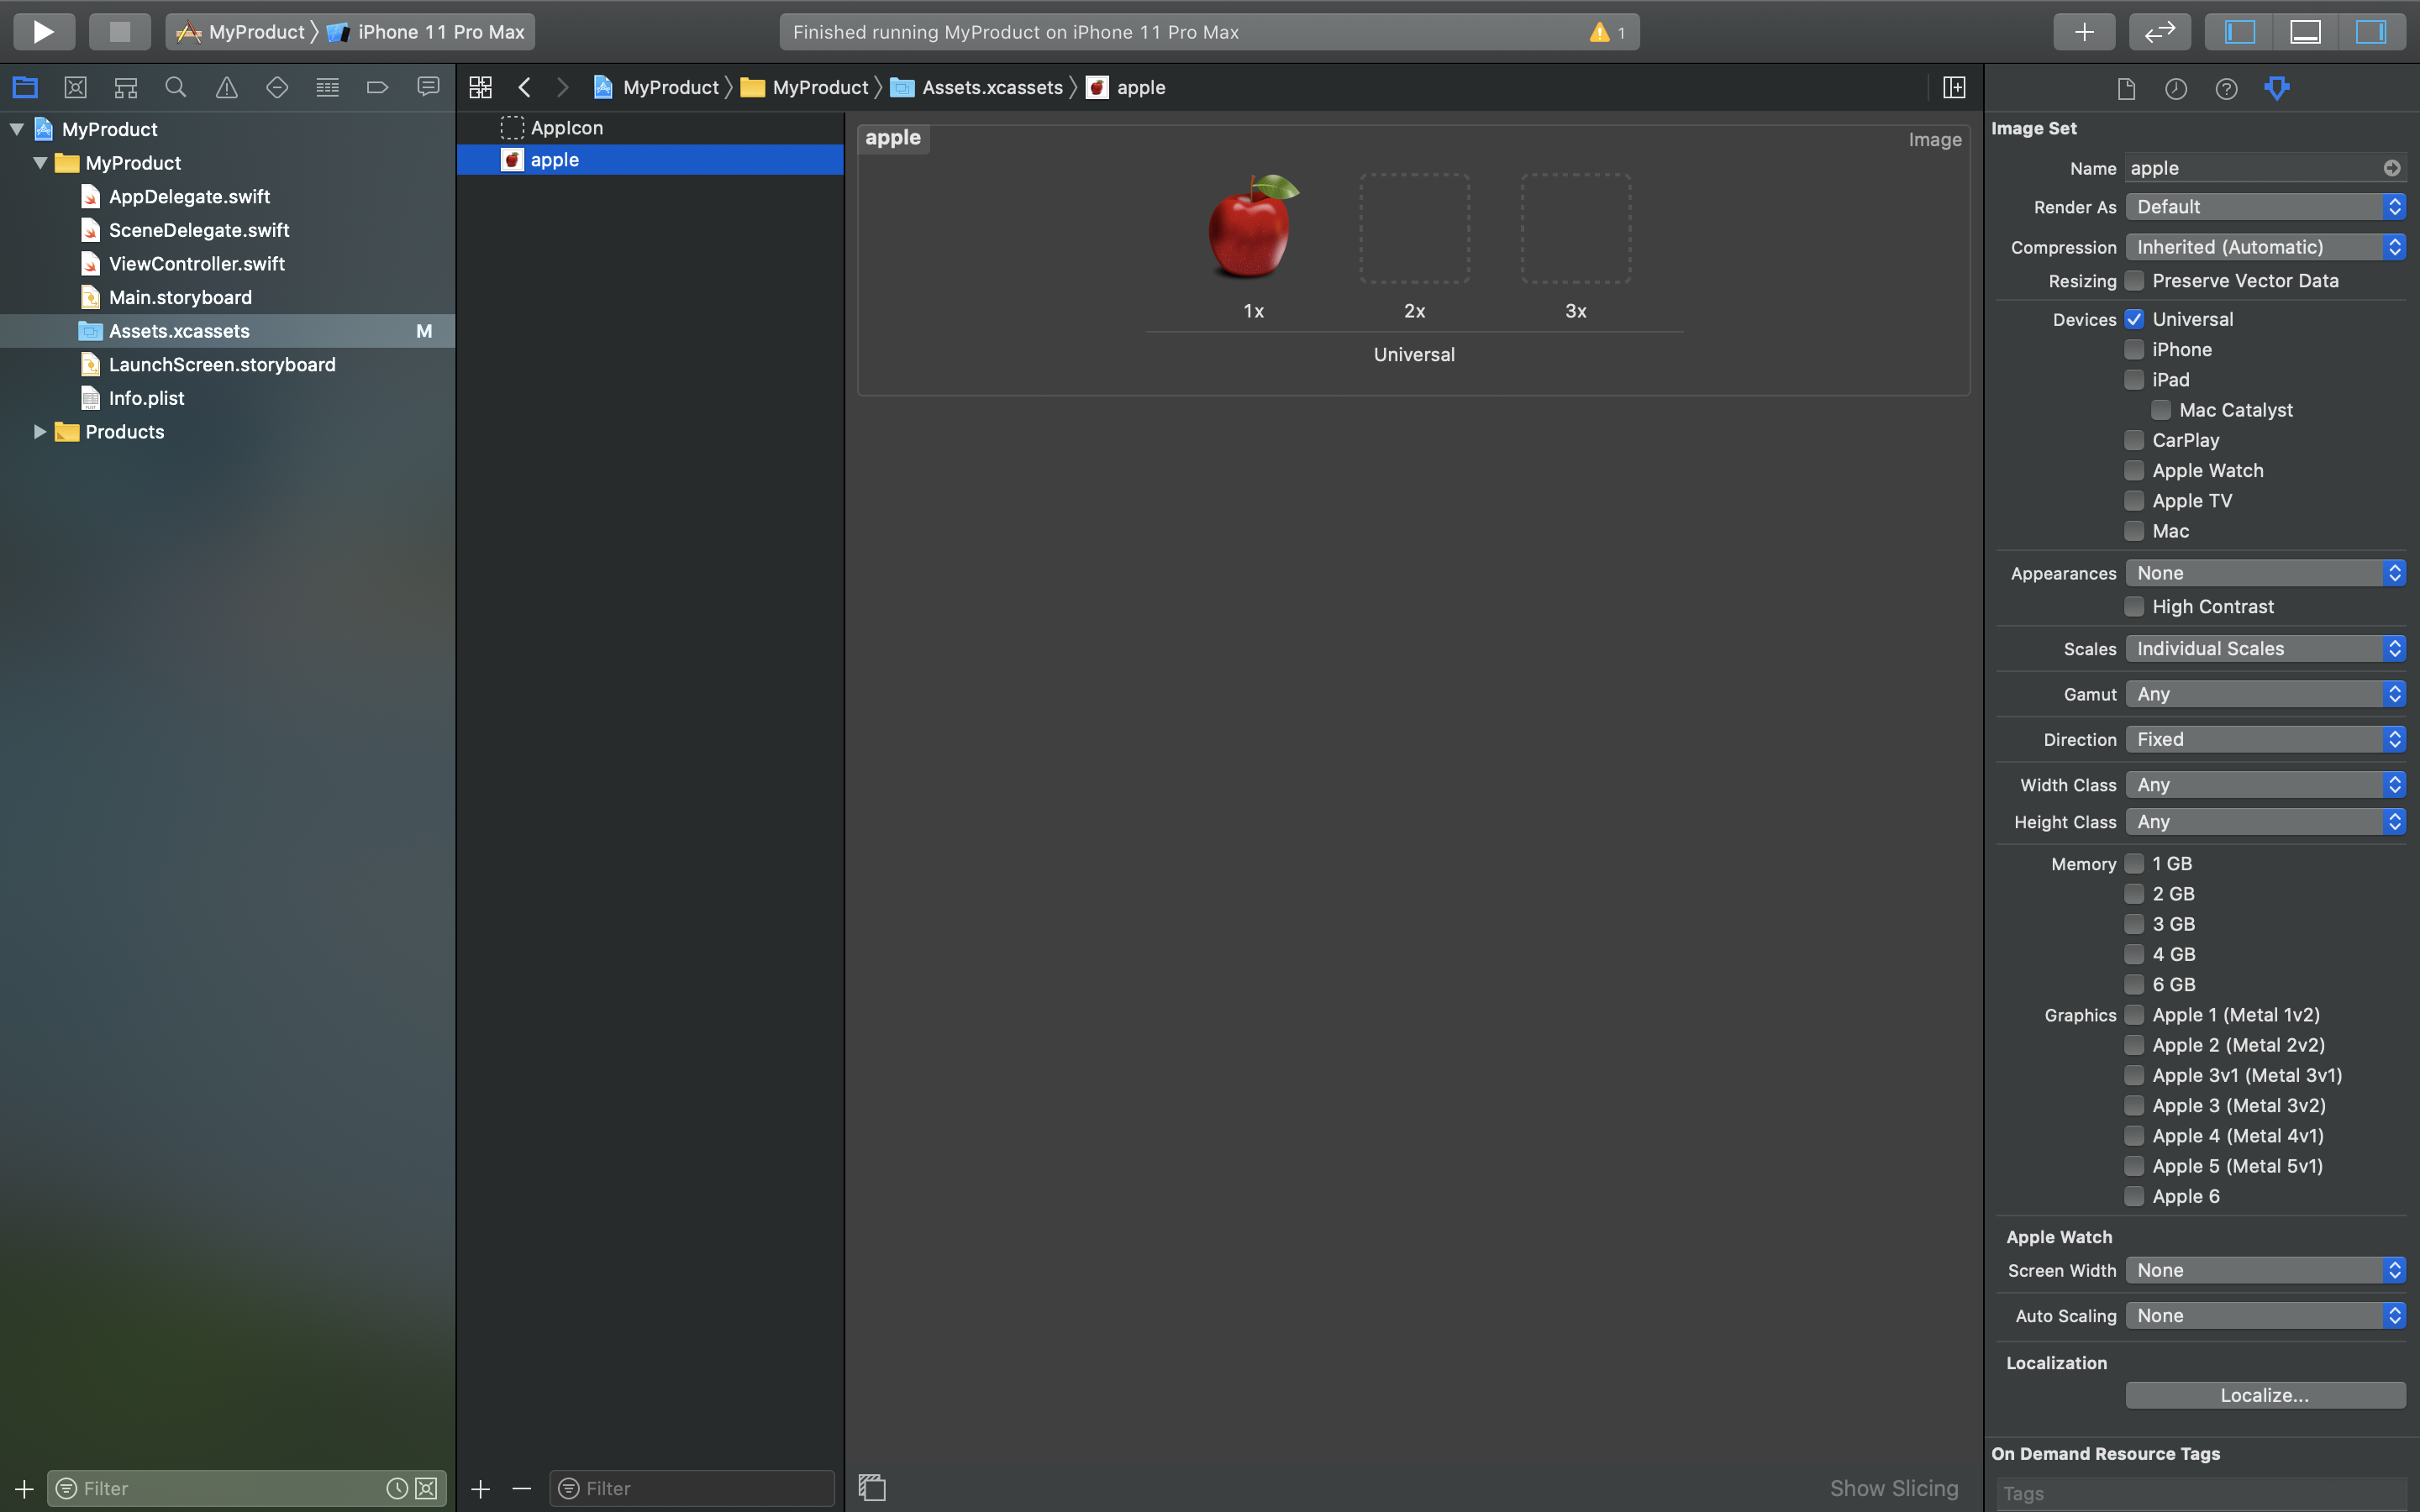 MyProduct 〉 iPhone 11 Pro Max
Finished running MyProduct on iPhone 11 Pro Max
1
MyProduct 〉 MyProduct 〉 Assets.xcassets 〉 apple
MyProduct
MyProduct
AppDelegate.swift
SceneDelegate.swift
ViewController.swift
Main.storyboard
Assets.xcassets M
LaunchScreen.storyboard
Info.plist
Products
Filter
AppIcon
apple
Filter
apple
Image
1x 2x 3x
Universal
Show Slicing
Image Set
Name apple
Render As Default
Compression Inherited (Automatic)
Resizing Preserve Vector Data
Devices Universal
iPhone
iPad
Mac Catalyst
CarPlay
Apple Watch
Apple TV
Mac
Appearances None
High Contrast
Scales Individual Scales
Gamut Any
Direction Fixed
Width Class Any
Height Class Any
Memory 1 GB
2 GB
3 GB
4 GB
6 GB
Graphics Apple 1 (Metal 1v2)
Apple 2 (Metal 2v2)
Apple 3v1 (Metal 3v1)
Apple 3 (Metal 3v2)
Apple 4 (Metal 4v1)
Apple 5 (Metal 5v1)
Apple 6
Apple Watch
Screen Width None
Auto Scaling None
Localization
Localize...
On Demand Resource Tags
Tags